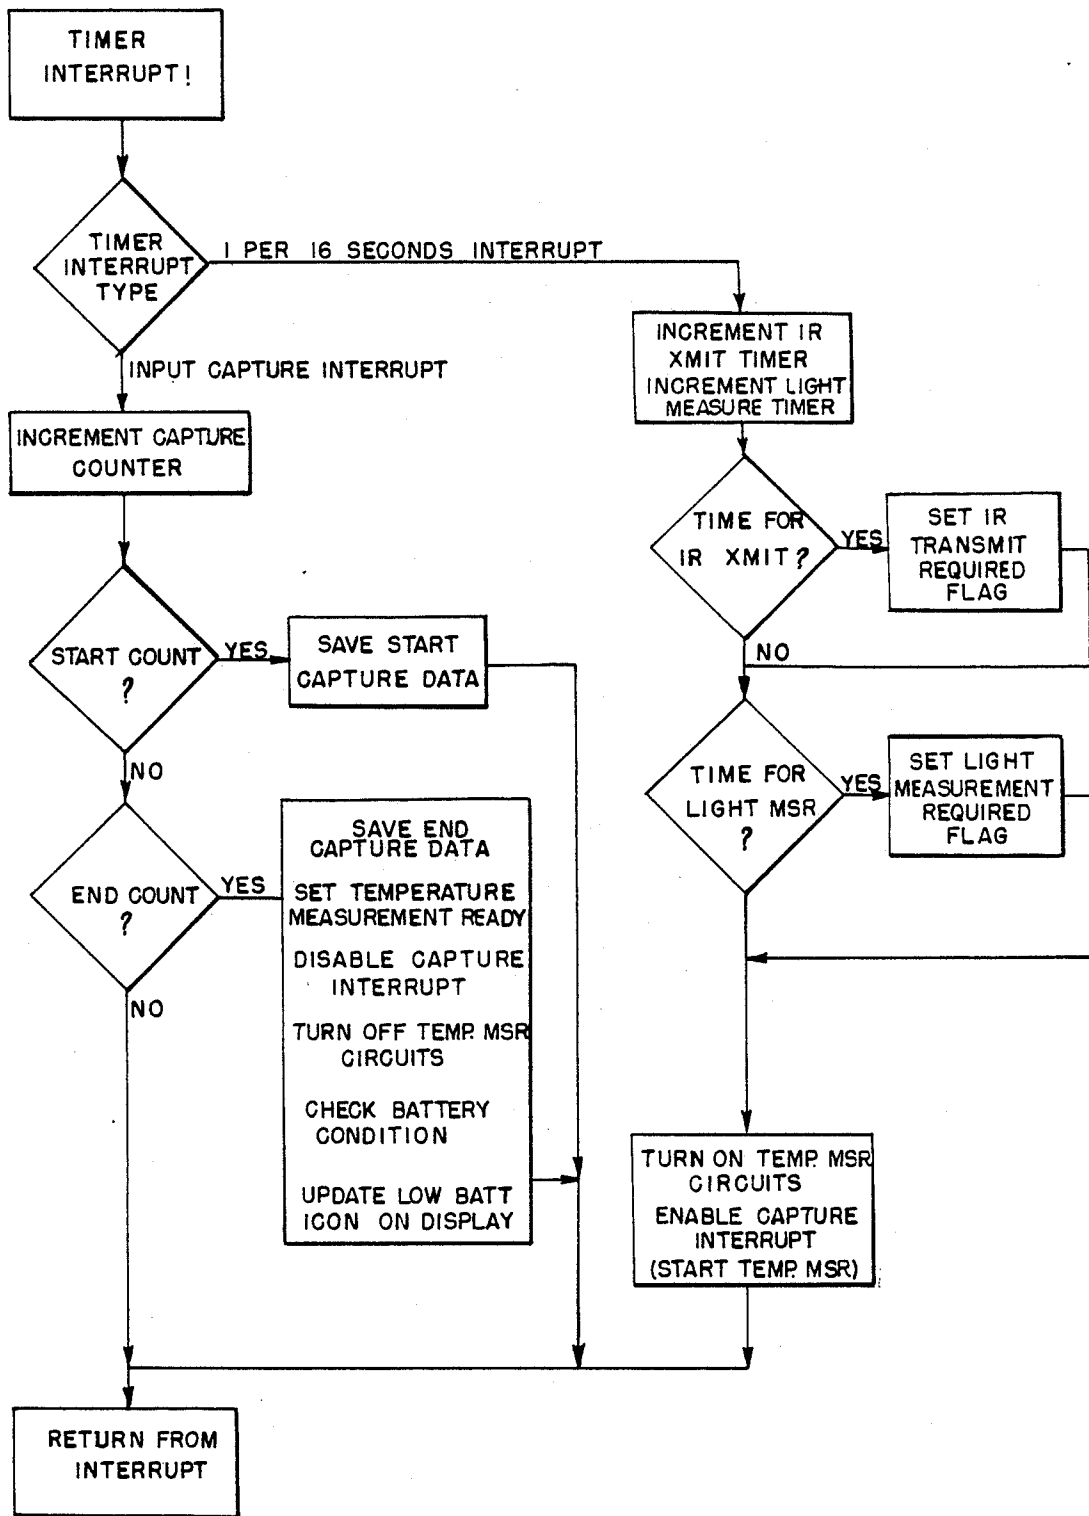 TIMER
INTERRUPT!
TIMER
INTERRUPT
TYPE
1 PER 16 SECONDS INTERRUPT
INPUT CAPTURE INTERRUPT
INCREMENT CAPTURE
COUNTER
START COUNT
?
YES
SAVE START
CAPTURE DATA
NO
END COUNT
?
YES
SAVE END
CAPTURE DATA
SET TEMPERATURE
MEASUREMENT READY
DISABLE CAPTURE
INTERRUPT
TURN OFF TEMP. MSR
CIRCUITS
CHECK BATTERY
CONDITION
UPDATE LOW BATT
ICON ON DISPLAY
NO
INCREMENT IR
XMIT TIMER
INCREMENT LIGHT
MEASURE TIMER
TIME FOR
IR XMIT?
YES
SET IR
TRANSMIT
REQUIRED
FLAG
NO
TIME FOR
LIGHT MSR
?
YES
SET LIGHT
MEASUREMENT
REQUIRED
FLAG
TURN ON TEMP. MSR
CIRCUITS
ENABLE CAPTURE
INTERRUPT
(START TEMP. MSR)
RETURN FROM
INTERRUPT